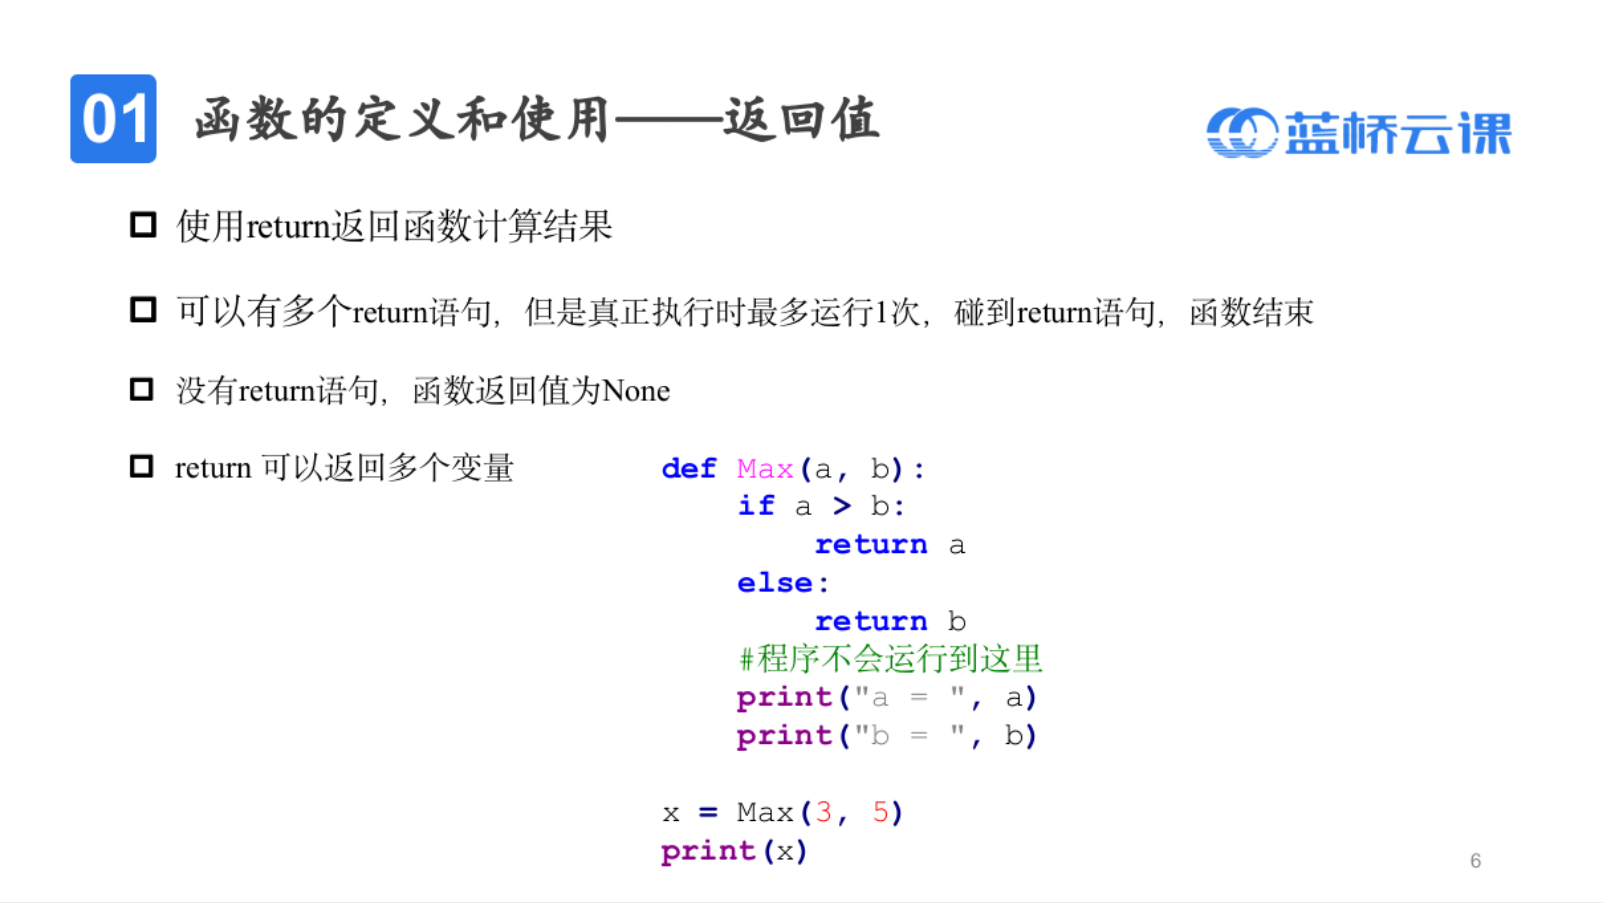 01 函数的定义和使用——返回值
蓝桥云课
使用return返回函数计算结果
可以有多个return语句，但是真正执行时最多运行1次，碰到return语句，函数结束
没有return语句，函数返回值为None
return 可以返回多个变量
def Max(a, b):
    if a > b:
        return a
    else:
        return b
    #程序不会运行到这里
    print("a = ", a)
    print("b = ", b)
x = Max(3, 5)
print(x)
6